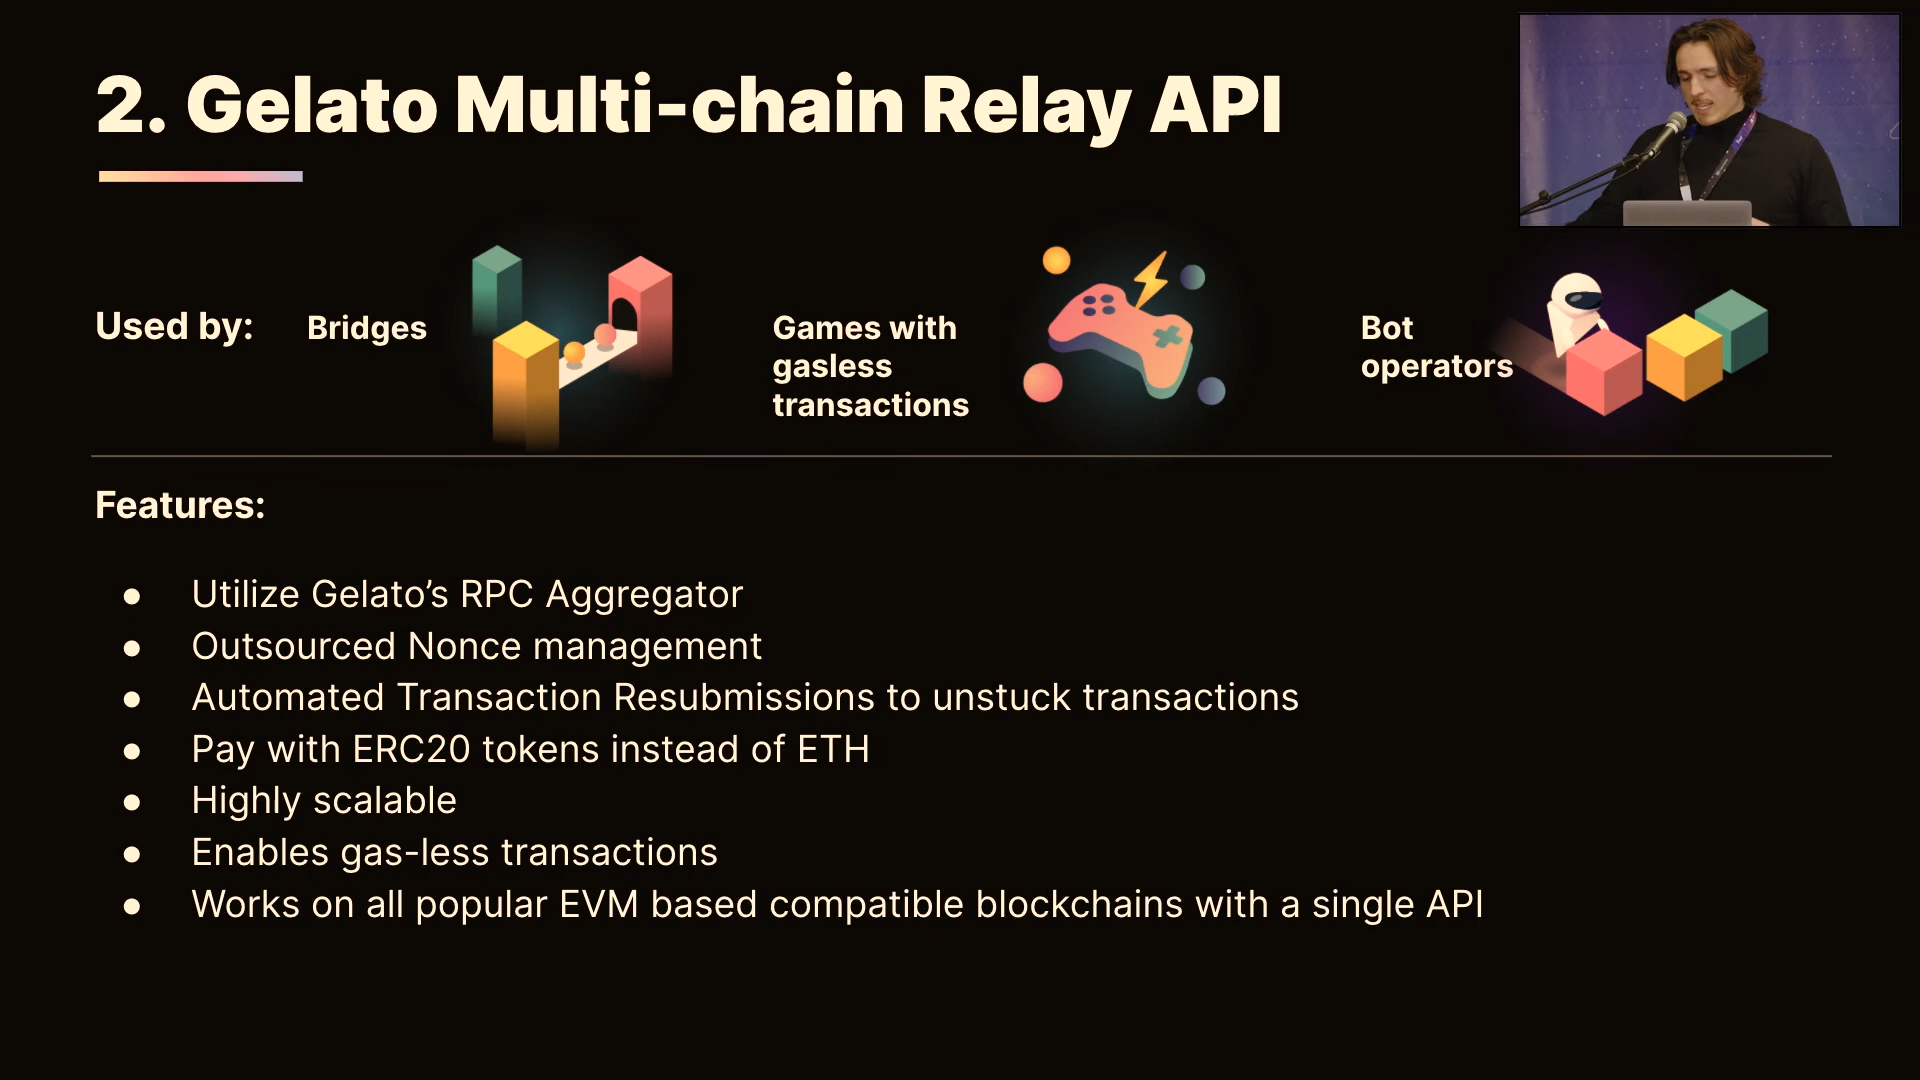 2. Gelato Multi-chain Relay API
Used by:
Bridges
Games with
gasless
transactions
Bot
operators
Features:
● Utilize Gelato’s RPC Aggregator
● Outsourced Nonce management
● Automated Transaction Resubmissions to unstuck transactions
● Pay with ERC20 tokens instead of ETH
● Highly scalable
● Enables gas-less transactions
● Works on all popular EVM based compatible blockchains with a single API